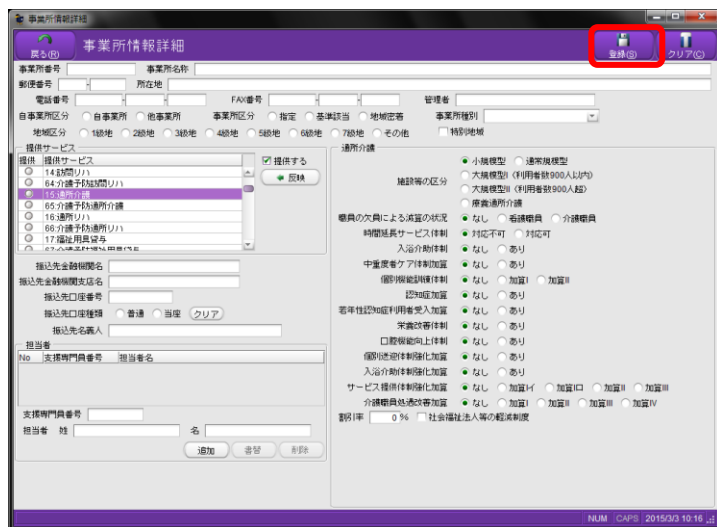 事業所情報詳細
戻る(R)
事業所情報詳細
登録(S)
クリア(C)
事業所番号
事業所名称
郵便番号 -
所在地
電話番号 - -
FAX番号 - -
管理者
自事業所区分 自事業所 他事業所
事業所区分 指定 基準該当 地域密着
事業所種別
地域区分 1級地 2級地 3級地 4級地 5級地 6級地 7級地 その他
特別地域
提供サービス
提供 提供サービス
14:訪問リハ
64:介護予防訪問リハ
15:通所介護
65:介護予防通所介護
16:通所リハ
66:介護予防通所リハ
17:福祉用具貸与
67:介護予防福祉用具貸与
提供する
反映
振込先金融機関名
振込先金融機関支店名
振込先口座番号
振込先口座種類 普通 当座 クリア
振込先名義人
担当者
No 支援専門員番号 担当者名
支援専門員番号
担当者 姓 名
追加 書替 削除
通所介護
施設等の区分
小規模型 通常規模型
大規模型I (利用者数900人以内)
大規模型II (利用者数900人超)
療養通所介護
職員の欠員による減算の状況 なし 看護職員 介護職員
時間延長サービス体制 対応不可 対応可
入浴介助体制 なし あり
中重度者ケア体制加算 なし あり
個別機能訓練体制 なし 加算I 加算II
認知症加算 なし あり
若年性認知症利用者受入加算 なし あり
栄養改善体制 なし あり
口腔機能向上体制 なし あり
個別送迎体制強化加算 なし あり
入浴介助体制強化加算 なし あり
サービス提供体制強化加算 なし 加算Iイ 加算Iロ 加算II 加算III
介護職員処遇改善加算 なし 加算I 加算II 加算III 加算IV
割引率 0 % 社会福祉法人等の軽減制度
NUM CAPS 2015/3/3 10:16